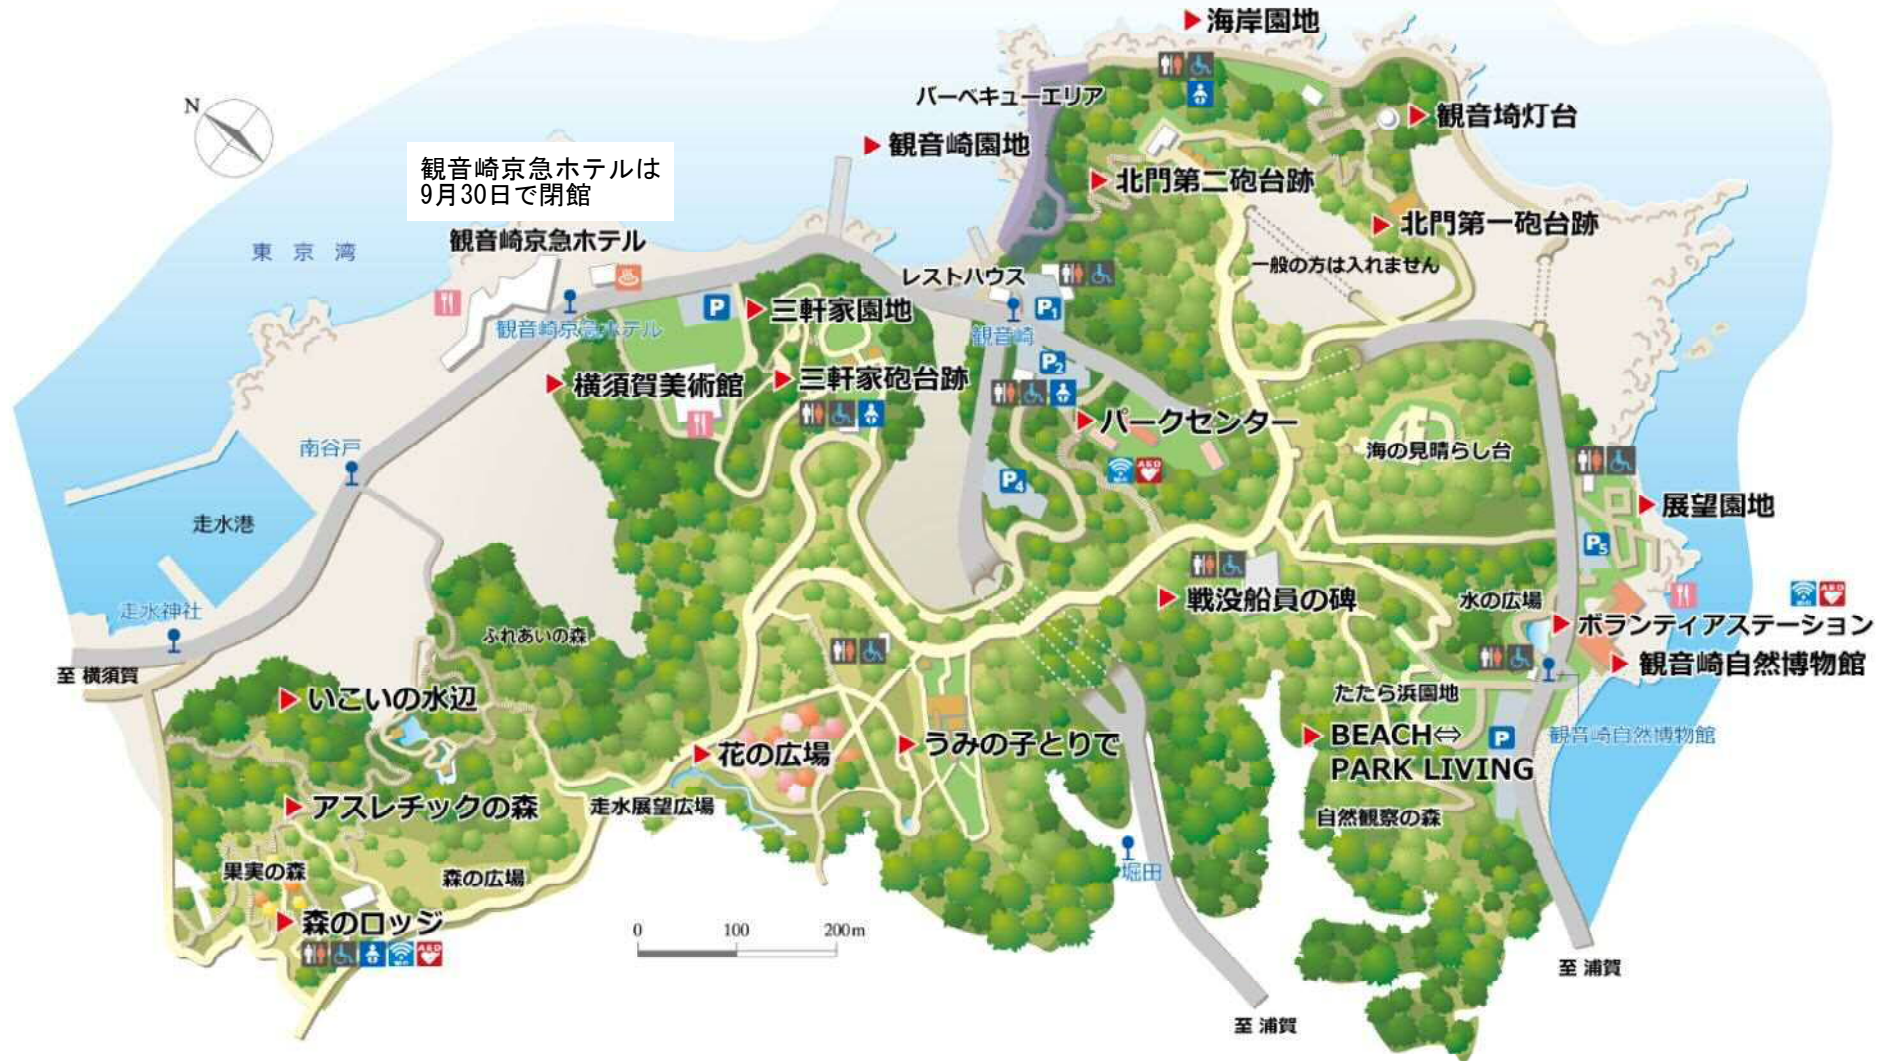 海岸園地
バーベキューエリア
観音崎園地
観音埼灯台
N
観音崎京急ホテルは
9月30日で閉館
北門第二砲台跡
北門第一砲台跡
観音崎京急ホテル
東京湾
レストハウス
一般の方は入れません
P
三軒家園地
P1
観音崎京急ホテル
観音崎
P2
横須賀美術館
三軒家砲台跡
パークセンター
南谷戸
海の見晴らし台
Wi-Fi
AED
P4
展望園地
走水港
P5
走水神社
戦没船員の碑
水の広場
Wi-Fi
AED
ボランティアステーション
ふれあいの森
観音崎自然博物館
至 横須賀
いこいの水辺
たたら浜園地
花の広場
うみの子とりで
BEACH⇔
PARK LIVING
P
観音崎自然博物館
アスレチックの森
走水展望広場
自然観察の森
果実の森
森の広場
堀田
森のロッジ
Wi-Fi
AED
0 100 200m
至 浦賀
至 浦賀